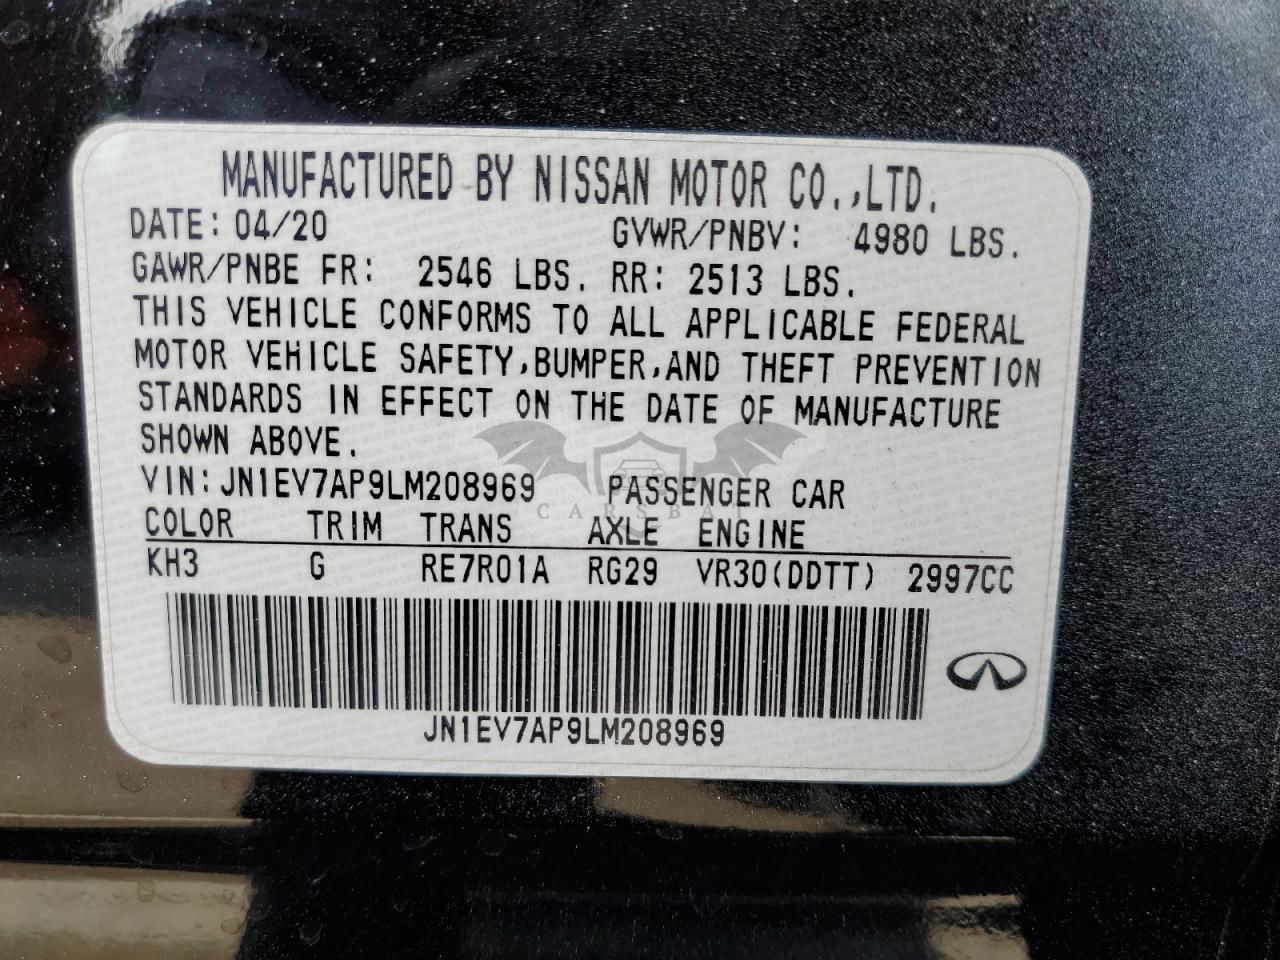 MANUFACTURED BY NISSAN MOTOR CO.,LTD.
DATE: 04/20 GVWR/PNBV: 4980 LBS.
GAWR/PNBE FR: 2546 LBS. RR: 2513 LBS.
THIS VEHICLE CONFORMS TO ALL APPLICABLE FEDERAL
MOTOR VEHICLE SAFETY,BUMPER,AND THEFT PREVENTION
STANDARDS IN EFFECT ON THE DATE OF MANUFACTURE
SHOWN ABOVE.
VIN: JN1EV7AP9LM208969 PASSENGER CAR
CARSBAT
COLOR TRIM TRANS AXLE ENGINE
KH3 G RE7R01A RG29 VR30(DDTT) 2997CC
JN1EV7AP9LM208969